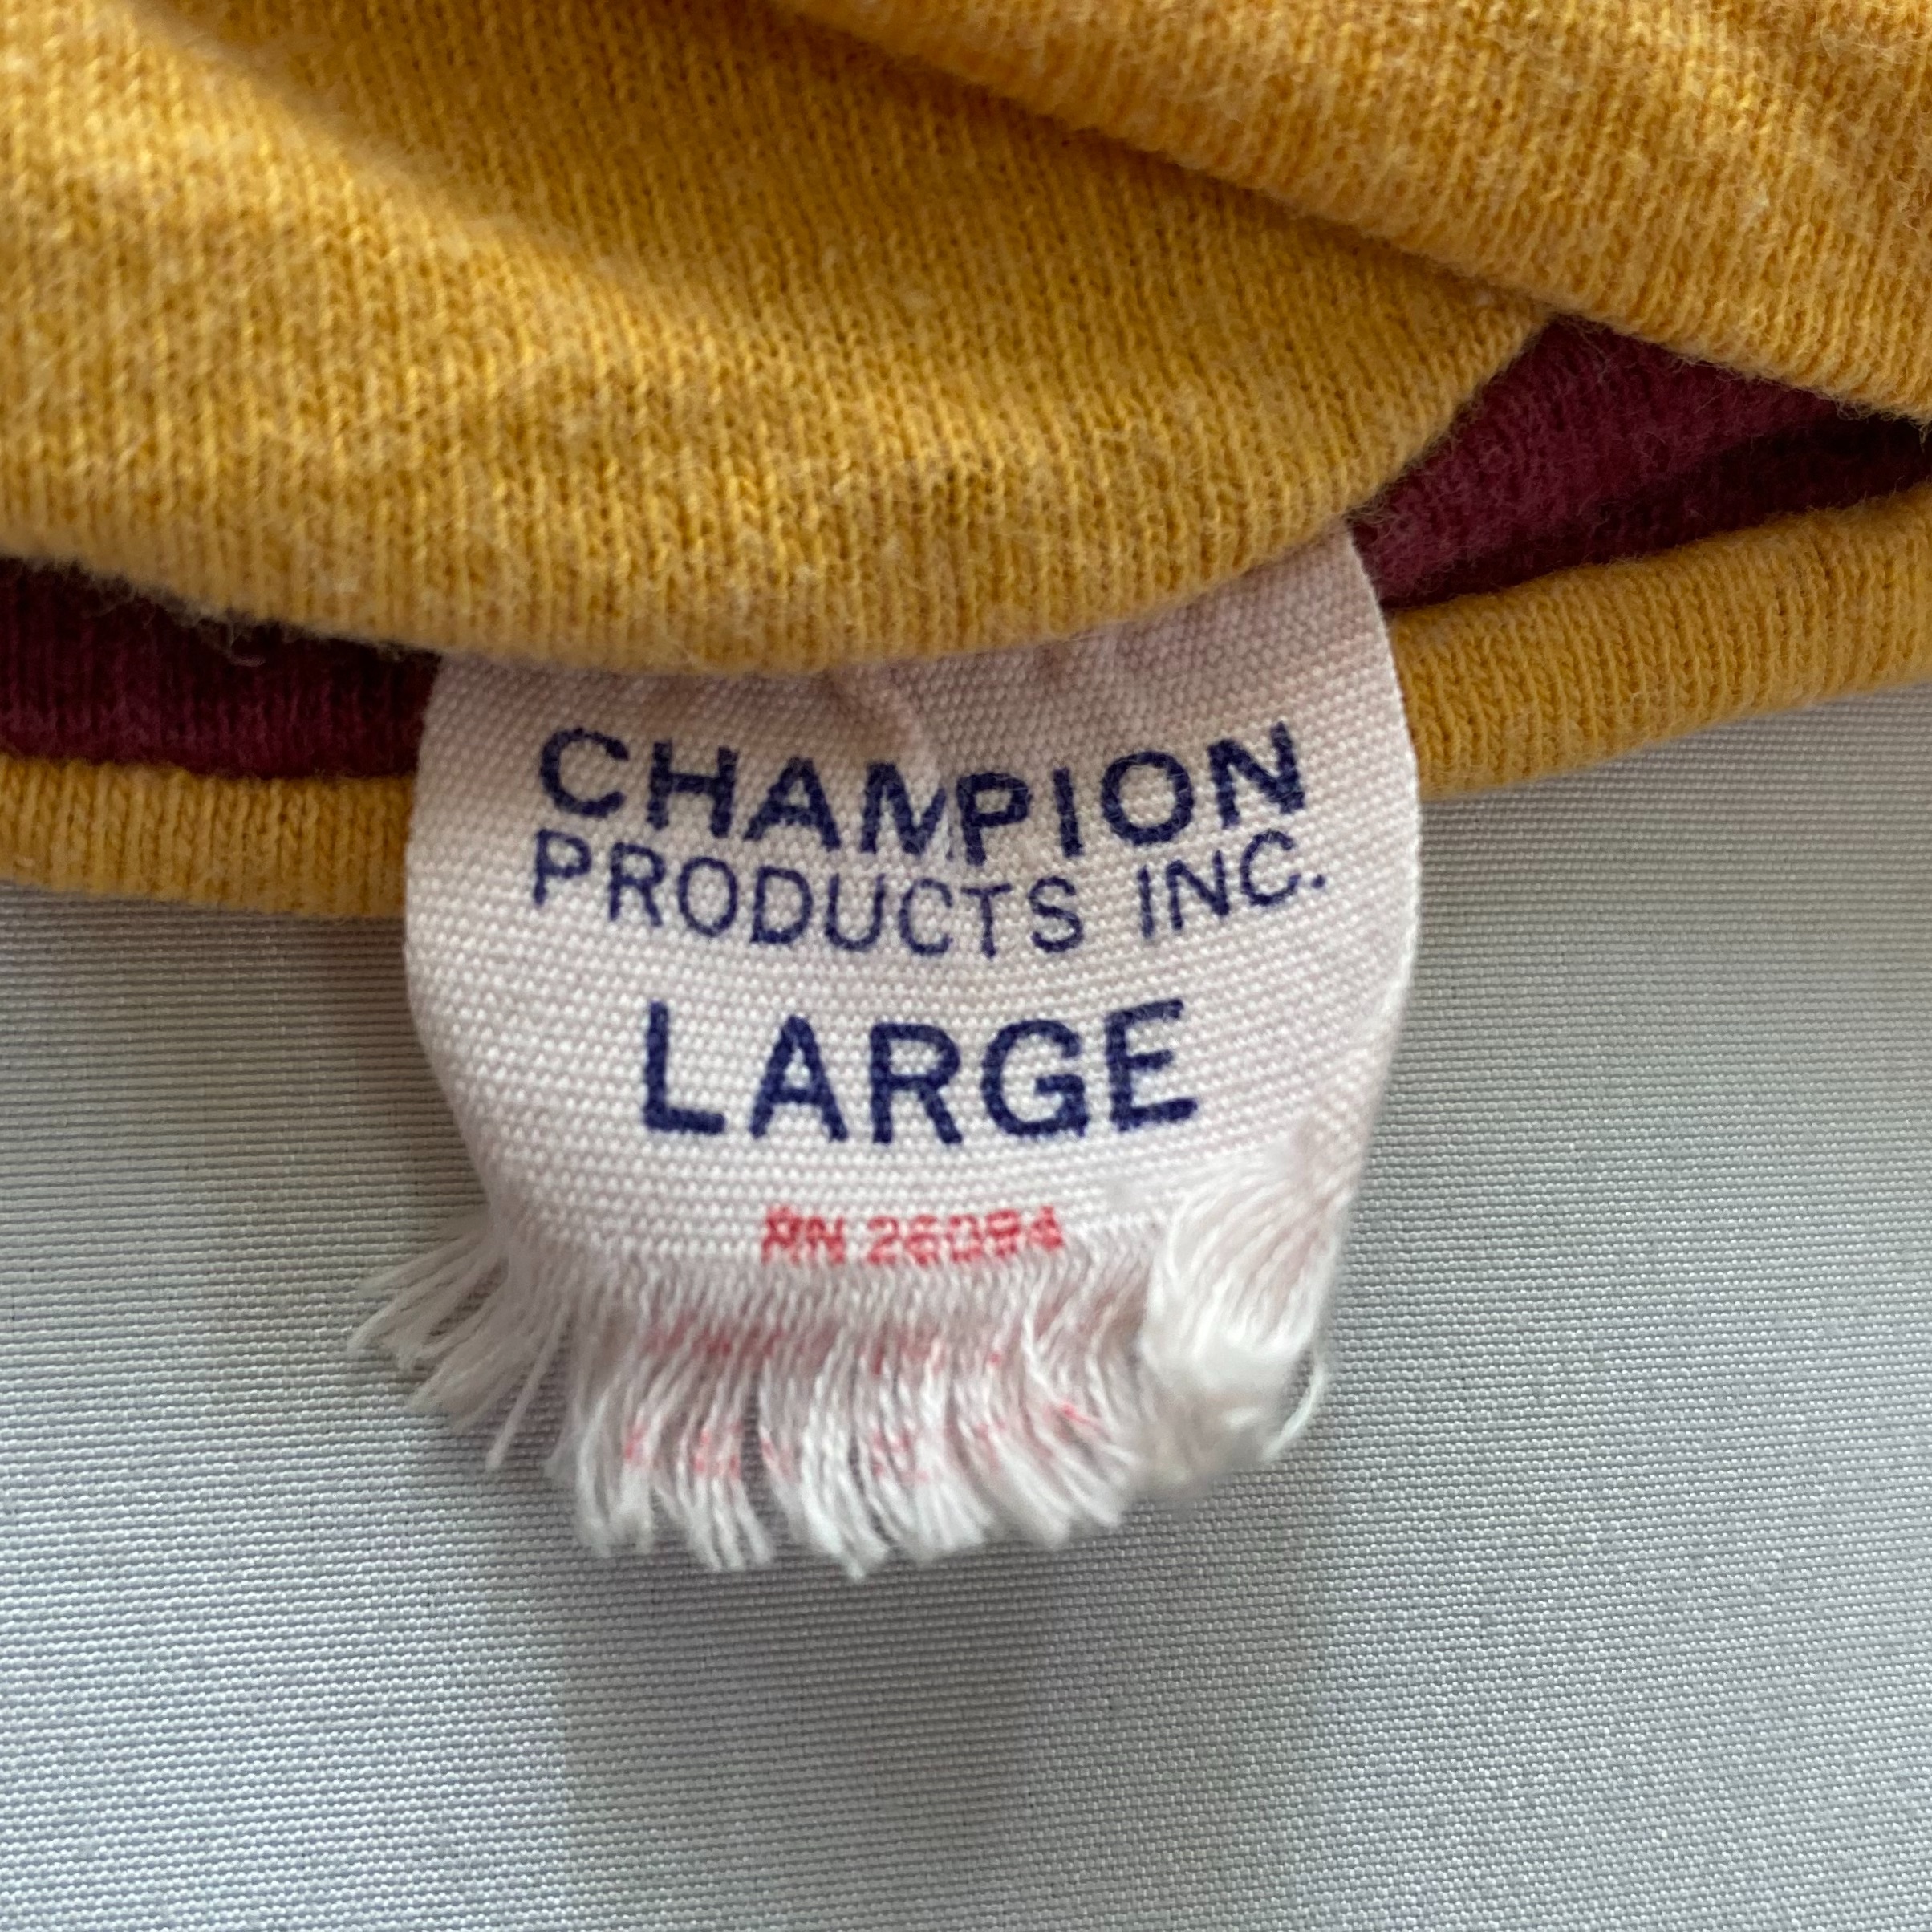 CHAMPION
PRODUCTS INC.
LARGE
RN 26094